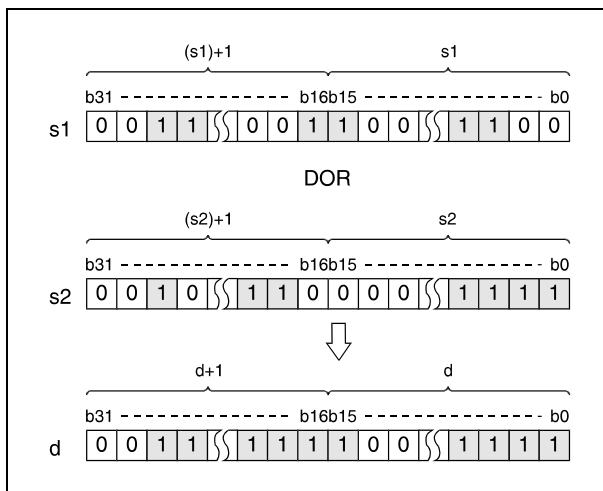 (s1)+1 s1
b31 b16b15 b0
s1 0 0 1 1 0 0 1 1 0 0 1 1 0 0
DOR
(s2)+1 s2
b31 b16b15 b0
s2 0 0 1 0 1 1 0 0 0 0 1 1 1 1
d+1 d
b31 b16b15 b0
d 0 0 1 1 1 1 1 1 0 0 1 1 1 1